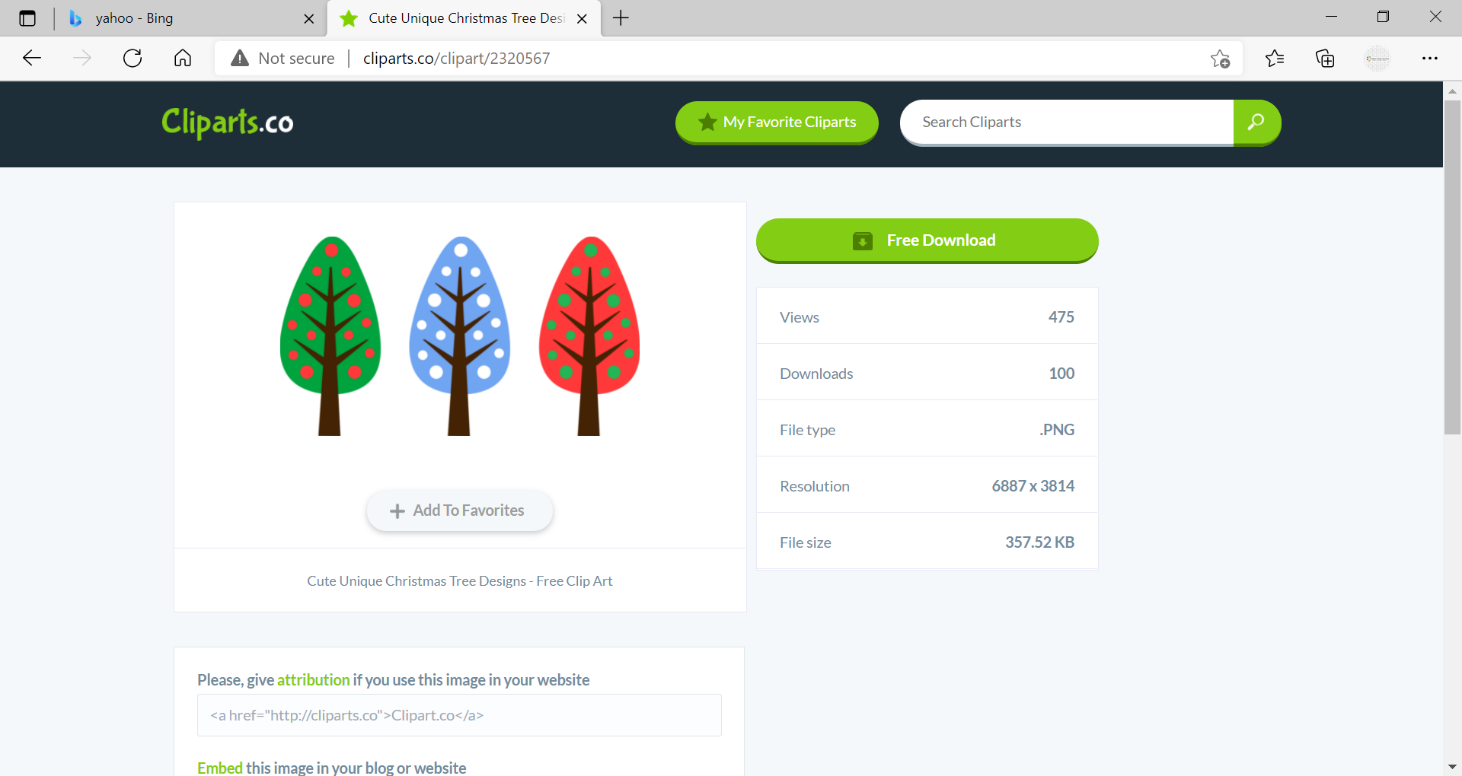 yahoo - Bing
Cute Unique Christmas Tree Desi
Not secure
cliparts.co/clipart/2320567
Cliparts.co
My Favorite Cliparts
Search Cliparts
Free Download
Views 475
Downloads 100
File type .PNG
Resolution 6887 x 3814
File size 357.52 KB
Add To Favorites
Cute Unique Christmas Tree Designs - Free Clip Art
Please, give attribution if you use this image in your website
<a href="http://cliparts.co">Clipart.co</a>
Embed this image in your blog or website